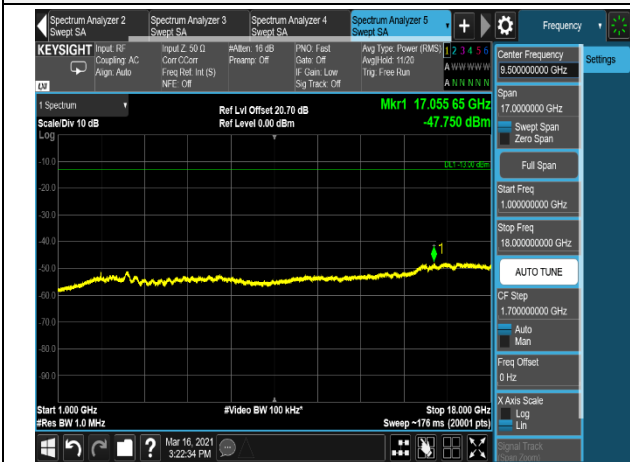 Spectrum Analyzer 2
Swept SA
Spectrum Analyzer 3
Swept SA
Spectrum Analyzer 4
Swept SA
Spectrum Analyzer 5
Swept SA
+
Frequency
KEYSIGHT
Input: RF
Coupling: AC
Align: Auto
Input Z: 50 Ω
Corr CCorr
Freq Ref: Int (S)
NFE: Off
#Atten: 16 dB
Preamp: Off
PNO: Fast
Gate: Off
IF Gain: Low
Sig Track: Off
Avg Type: Power (RMS)
Avg|Hold: 11/20
Trig: Free Run
1 2 3 4 5 6
A W W W W W
A N N N N N
LXI
1 Spectrum
Scale/Div 10 dB
Log
Ref Lvl Offset 20.70 dB
Ref Level 0.00 dBm
Mkr1 17.055 65 GHz
-47.750 dBm
DL1 -13.00 dBm
-10.0
-20.0
-30.0
-40.0
-50.0
-60.0
-70.0
-80.0
-90.0
1
Start 1.000 GHz
#Res BW 1.0 MHz
#Video BW 100 kHz*
Stop 18.000 GHz
Sweep ~176 ms (20001 pts)
Mar 16, 2021
3:22:34 PM
?
Center Frequency
9.500000000 GHz
Settings
Span
17.0000000 GHz
Swept Span
Zero Span
Full Span
Start Freq
1.000000000 GHz
Stop Freq
18.000000000 GHz
AUTO TUNE
CF Step
1.700000000 GHz
Auto
Man
Freq Offset
0 Hz
X Axis Scale
Log
Lin
Signal Track
(Span Zoom)